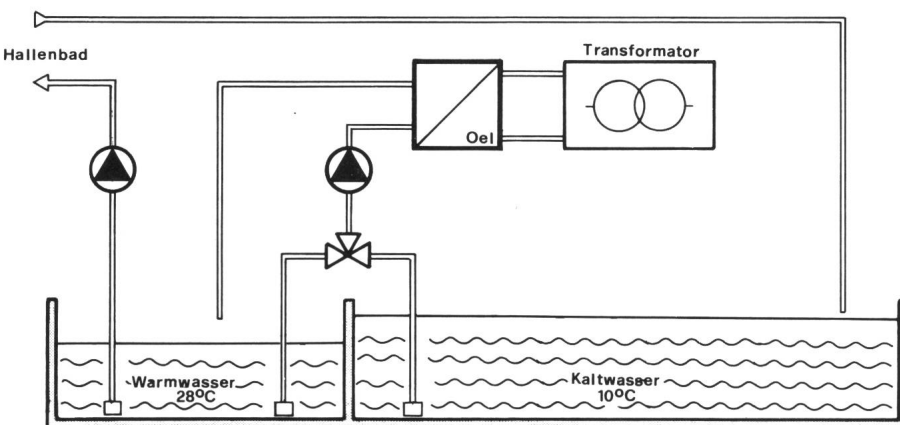 Hallenbad
Transformator
Oel
Warmwasser
28°C
Kaltwasser
10°C